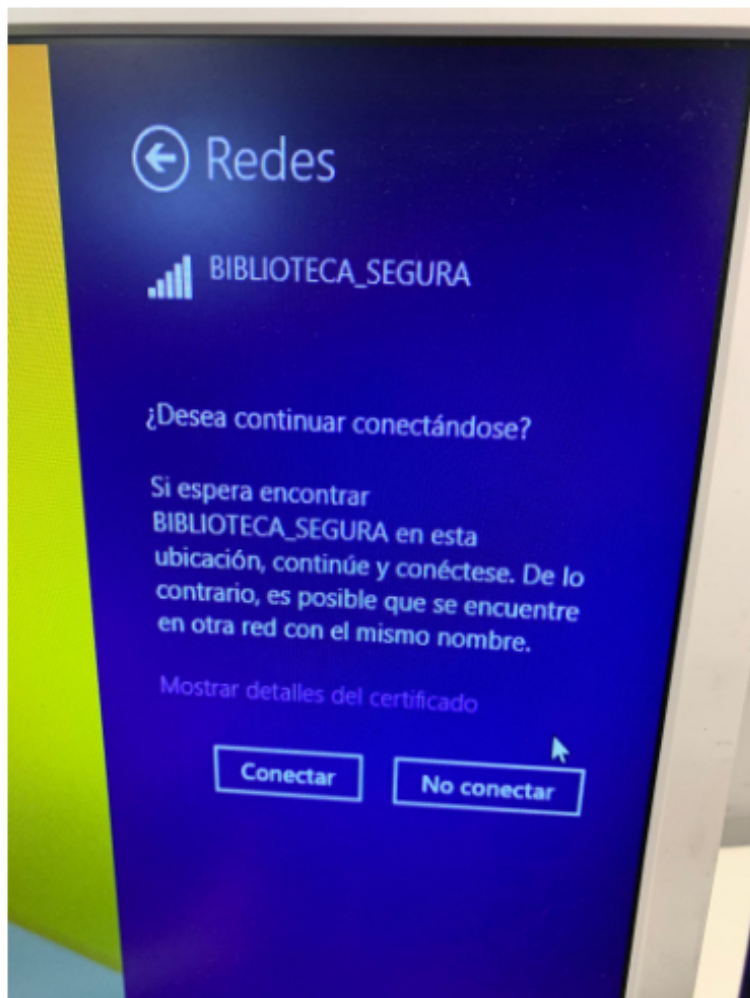 Redes
BIBLIOTECA_SEGURA
¿Desea continuar conectándose?
Si espera encontrar
BIBLIOTECA_SEGURA en esta
ubicación, continúe y conéctese. De lo
contrario, es posible que se encuentre
en otra red con el mismo nombre.
Mostrar detalles del certificado
Conectar
No conectar